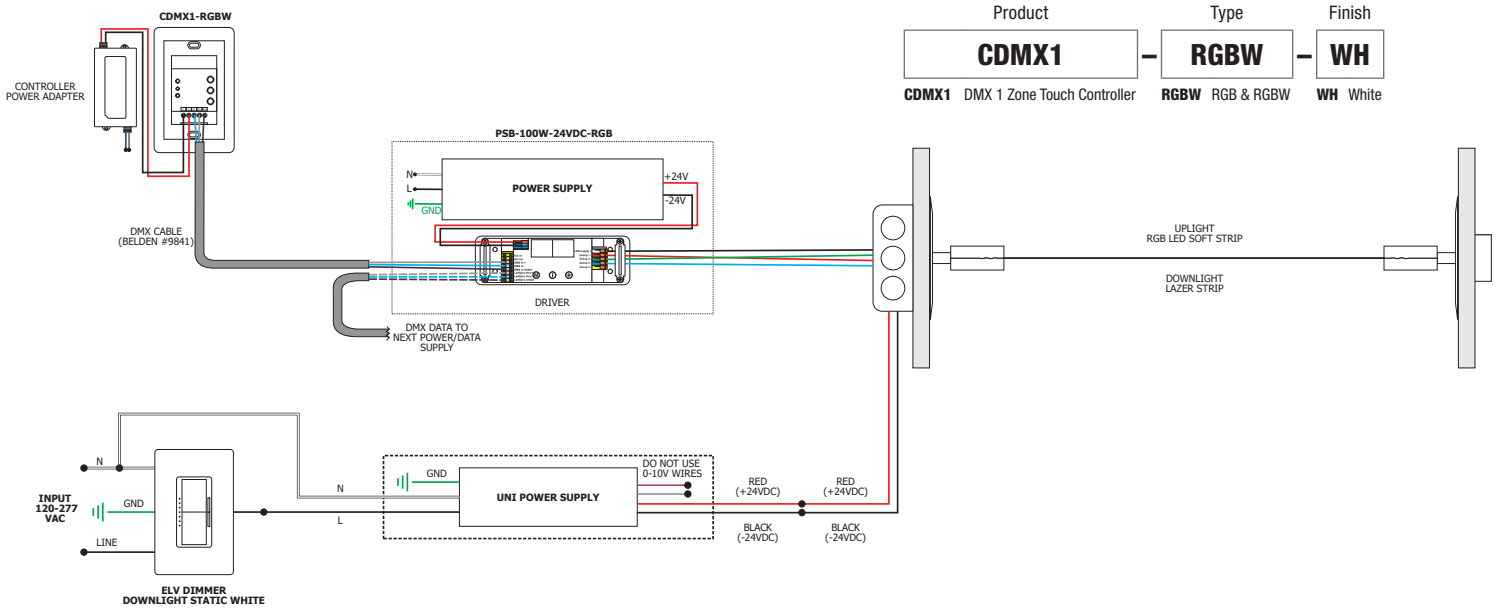 CDMX1-RGBW
CONTROLLER
POWER ADAPTER
DMX CABLE
(BELDEN #9841)
PSB-100W-24VDC-RGB
N
L
GND
POWER SUPPLY
+24V
-24V
DRIVER
DMX DATA TO
NEXT POWER/DATA
SUPPLY
Product
Type
Finish
CDMX1 – RGBW – WH
CDMX1 DMX 1 Zone Touch Controller
RGBW RGB & RGBW
WH White
UPLIGHT
RGB LED SOFT STRIP
DOWNLIGHT
LAZER STRIP
N
INPUT
120-277
VAC
GND
LINE
ELV DIMMER
DOWNLIGHT STATIC WHITE
N
L
GND
UNI POWER SUPPLY
DO NOT USE
0-10V WIRES
RED
(+24VDC)
RED
(+24VDC)
BLACK
(-24VDC)
BLACK
(-24VDC)